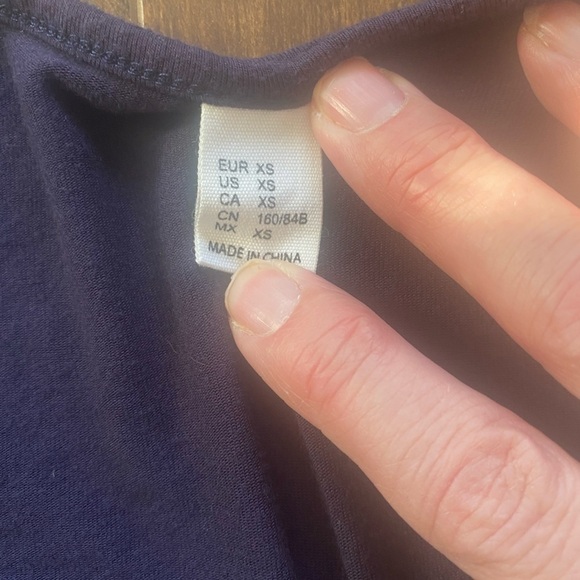 EUR XS
US XS
CA XS
CN 160/84B
MX XS
MADE IN CHINA